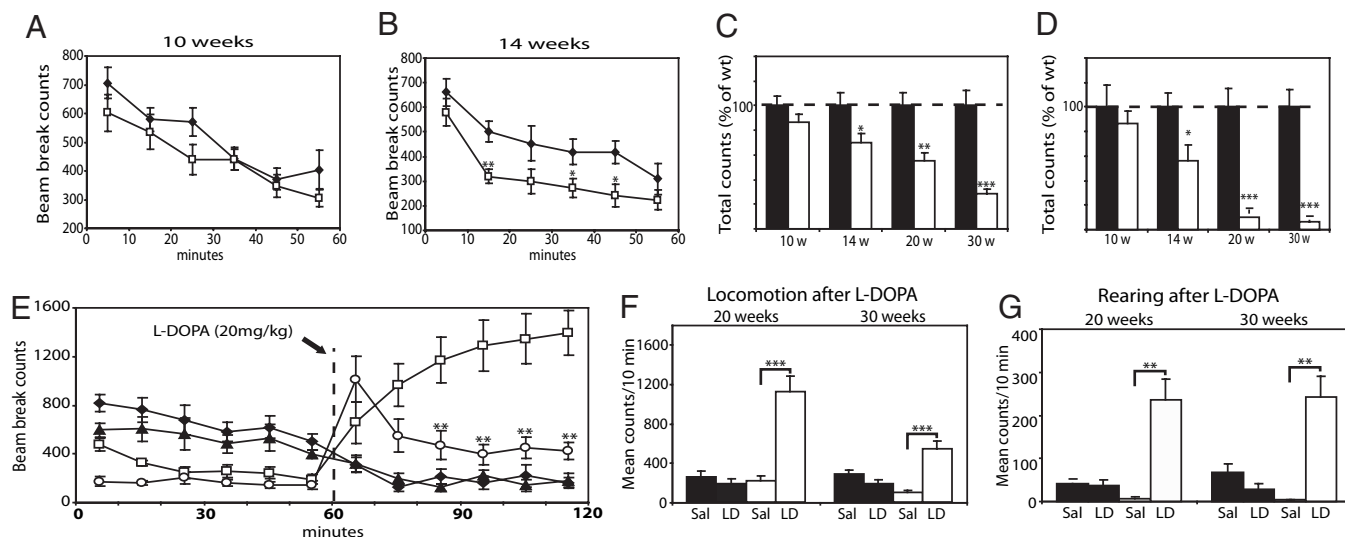 A
10 weeks
Beam break counts
800
700
600
500
400
300
200
0 10 20 30 40 50 60
minutes
B
14 weeks
Beam break counts
800
700
600
500
400
300
200
100
**
*
*
0 10 20 30 40 50 60
minutes
C
Total counts (% of wt)
100
*
**
***
10 w 14 w 20 w 30 w
D
Total counts (% of wt)
100
*
***
***
10 w 14 w 20 w 30 w
E
Beam break counts
1600
1200
800
400
0
L-DOPA (20mg/kg)
** ** ** **
0 30 60 90 120
minutes
F
Locomotion after L-DOPA
20 weeks 30 weeks
Mean counts/10 min
1600
1200
800
400
0
***
***
Sal LD Sal LD Sal LD Sal LD
G
Rearing after L-DOPA
20 weeks 30 weeks
Mean counts/10 min
400
300
200
100
0
**
**
Sal LD Sal LD Sal LD Sal LD